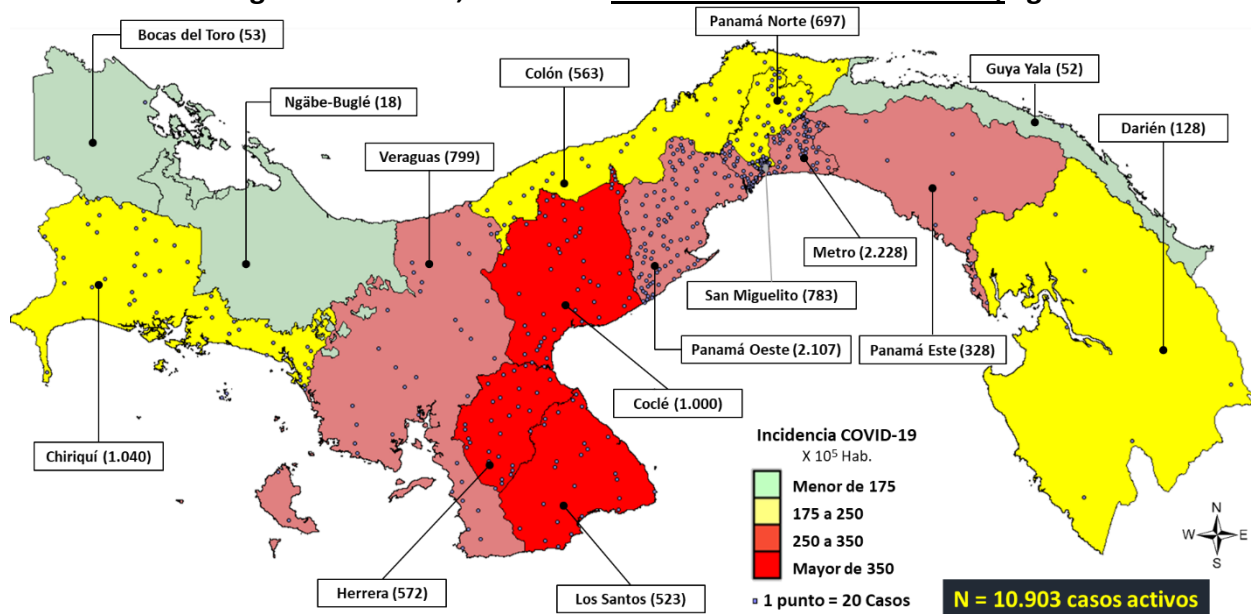 Panamá Norte (697)
Bocas del Toro (53)
Colón (563)
Guya Yala (52)
Ngäbe-Buglé (18)
Darién (128)
Veraguas (799)
Metro (2.228)
San Miguelito (783)
Panamá Oeste (2.107)
Panamá Este (328)
Coclé (1.000)
Chiriquí (1.040)
Herrera (572)
Los Santos (523)
Incidencia COVID-19
X 10⁵ Hab.
Menor de 175
175 a 250
250 a 350
Mayor de 350
1 punto = 20 Casos
N
W E
S
N = 10.903 casos activos